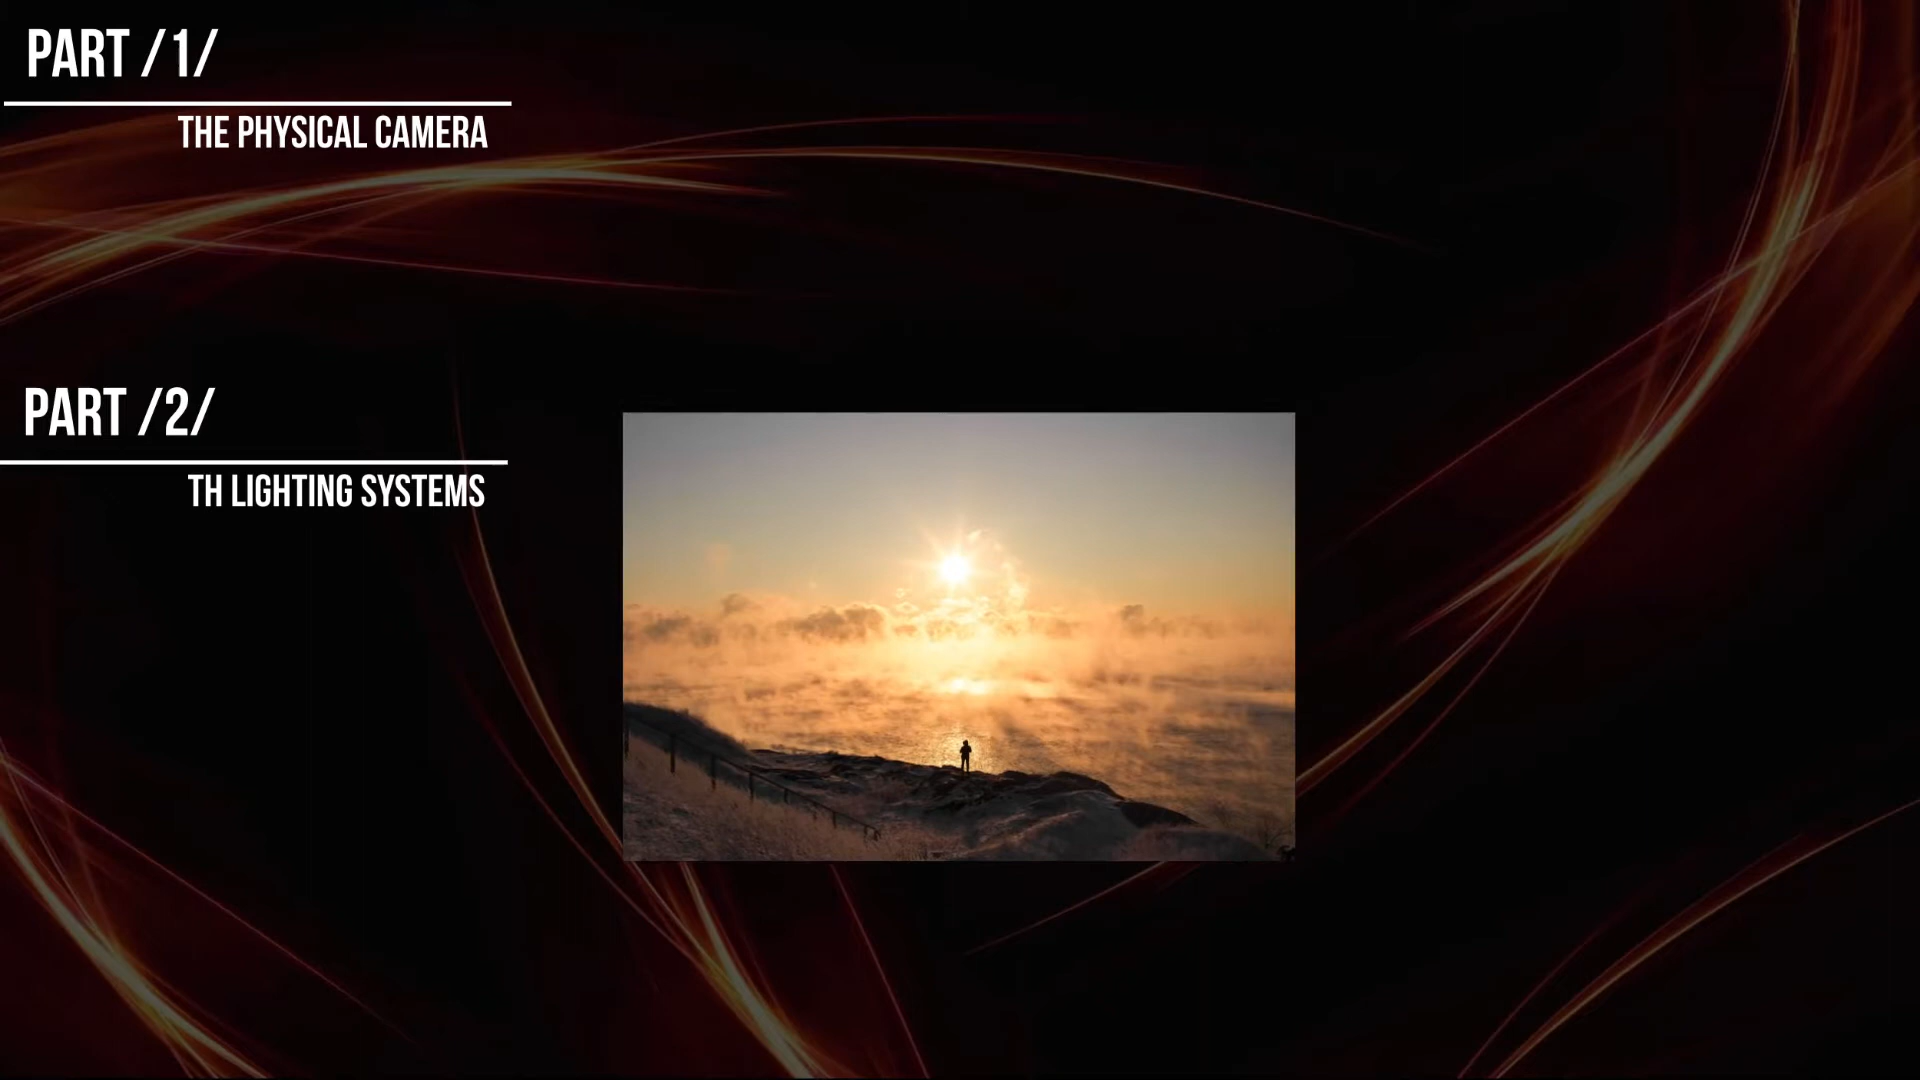 PART /1/
THE PHYSICAL CAMERA
PART /2/
TH LIGHTING SYSTEMS